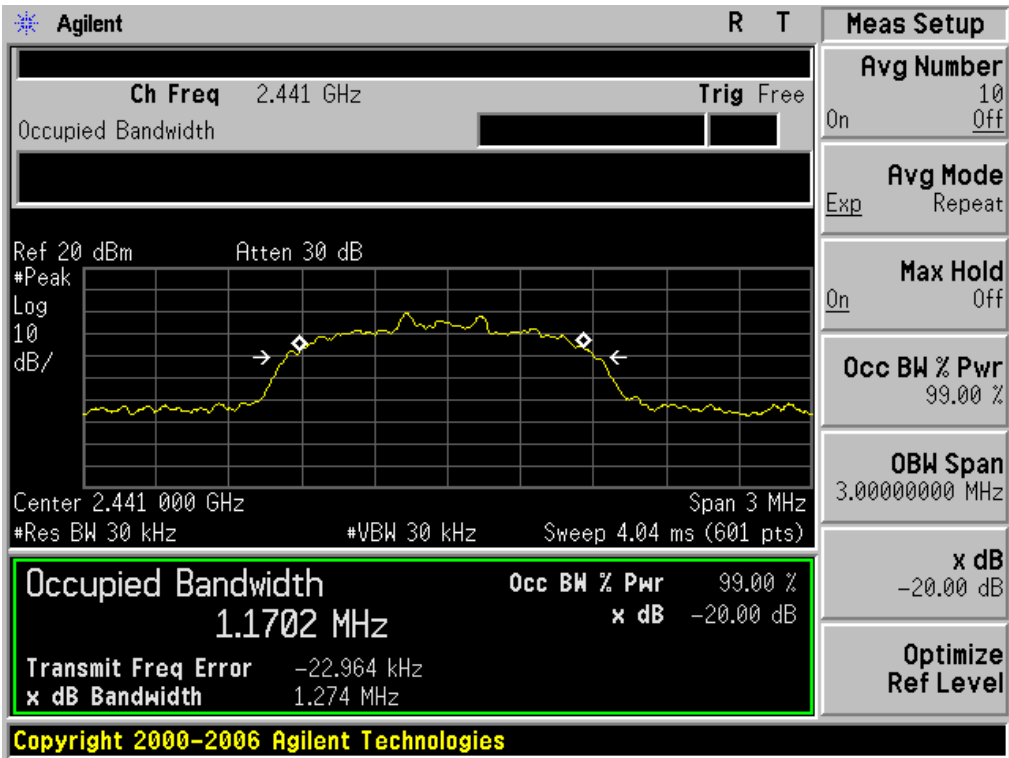 Agilent R T
Ch Freq 2.441 GHz Trig Free
Occupied Bandwidth
Ref 20 dBm Atten 30 dB
#Peak
Log
10
dB/
Center 2.441 000 GHz Span 3 MHz
#Res BW 30 kHz #VBW 30 kHz Sweep 4.04 ms (601 pts)
Occupied Bandwidth Occ BW % Pwr 99.00 %
1.1702 MHz x dB -20.00 dB
Transmit Freq Error -22.964 kHz
x dB Bandwidth 1.274 MHz
Copyright 2000-2006 Agilent Technologies
Meas Setup
Avg Number
10
On Off
Avg Mode
Exp Repeat
Max Hold
On Off
Occ BW % Pwr
99.00 %
OBW Span
3.00000000 MHz
x dB
-20.00 dB
Optimize
Ref Level